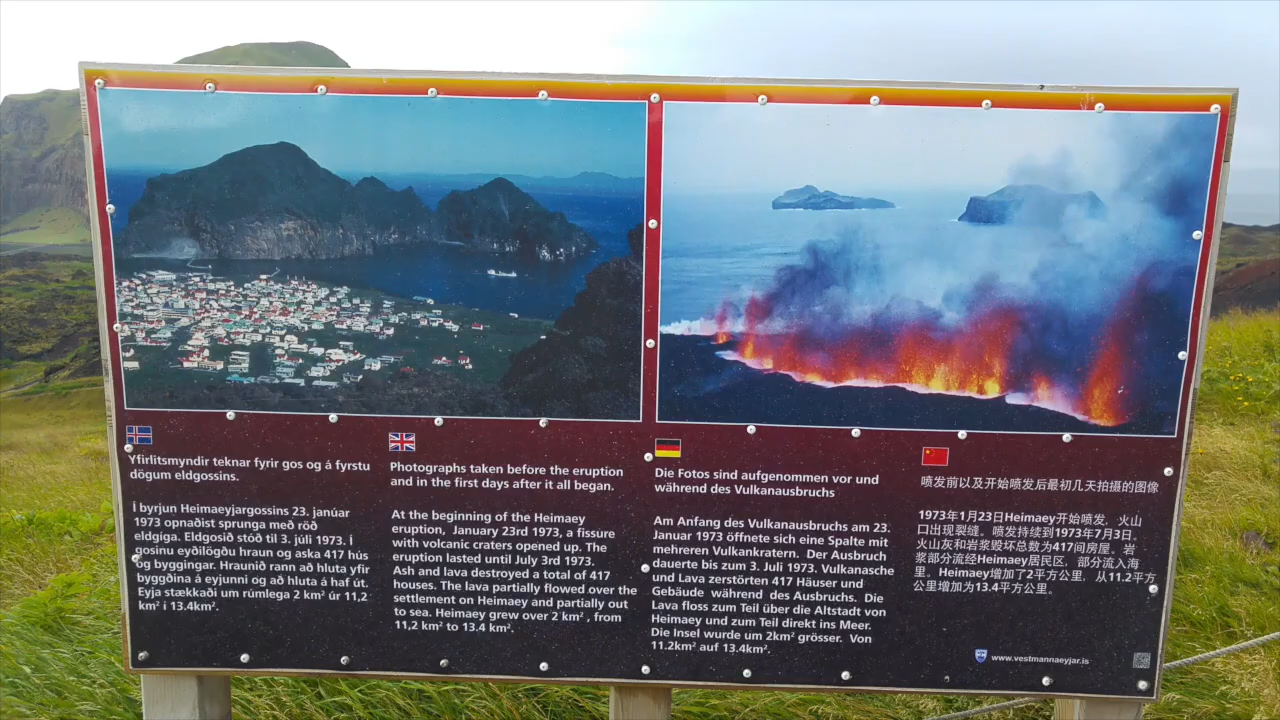 Yfirlitsmyndir teknar fyrir gos og á fyrstu
dögum eldgossins.
Í byrjun Heimaeyjargossins 23. janúar
1973 opnaðist sprunga með röð
eldgíga. Eldgosið stóð til 3. júlí 1973. Í
gosinu eyðilögðu hraun og aska 417 hús
og byggingar. Hraunið rann að hluta yfir
byggðina á eyjunni og að hluta á haf út.
Eyja stækkaði um rúmlega 2 km² úr 11,2
km² í 13.4km².
Photographs taken before the eruption
and in the first days after it all began.
At the beginning of the Heimaey
eruption, January 23rd 1973, a fissure
with volcanic craters opened up. The
eruption lasted until July 3rd 1973.
Ash and lava destroyed a total of 417
houses. The lava partially flowed over the
settlement on Heimaey and partially out
to sea. Heimaey grew over 2 km² , from
11,2 km² to 13.4 km².
Die Fotos sind aufgenommen vor und
während des Vulkanausbruchs
Am Anfang des Vulkanausbruchs am 23.
Januar 1973 öffnete sich eine Spalte mit
mehreren Vulkankratern. Der Ausbruch
dauerte bis zum 3. Juli 1973. Vulkanasche
und Lava zerstörten 417 Häuser und
Gebäude während des Ausbruchs. Die
Lava floss zum Teil über die Altstadt von
Heimaey und zum Teil direkt ins Meer.
Die Insel wurde um 2km² grösser. Von
11.2km² auf 13.4km².
喷发前以及开始喷发后最初几天拍摄的图像
1973年1月23日Heimaey开始喷发，火山
口出现裂缝。喷发持续到1973年7月3日。
火山灰和岩浆毁坏总数为417间房屋。岩
浆部分流经Heimaey居民区，部分流入海
里。Heimaey增加了2平方公里，从11.2平方
公里增加为13.4平方公里。
www.vestmannaeyjar.is